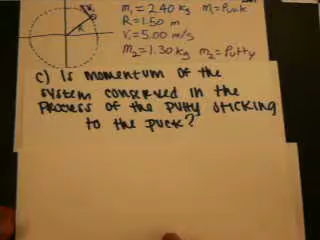 m₁ = 2.40 kg m₁ = Puck
R = 1.50 m
V₁ = 5.00 m/s
m₂ = 1.30 kg m₂ = Putty
c) Is momentum of the
system conserved in the
Process of the putty sticking
to the puck?